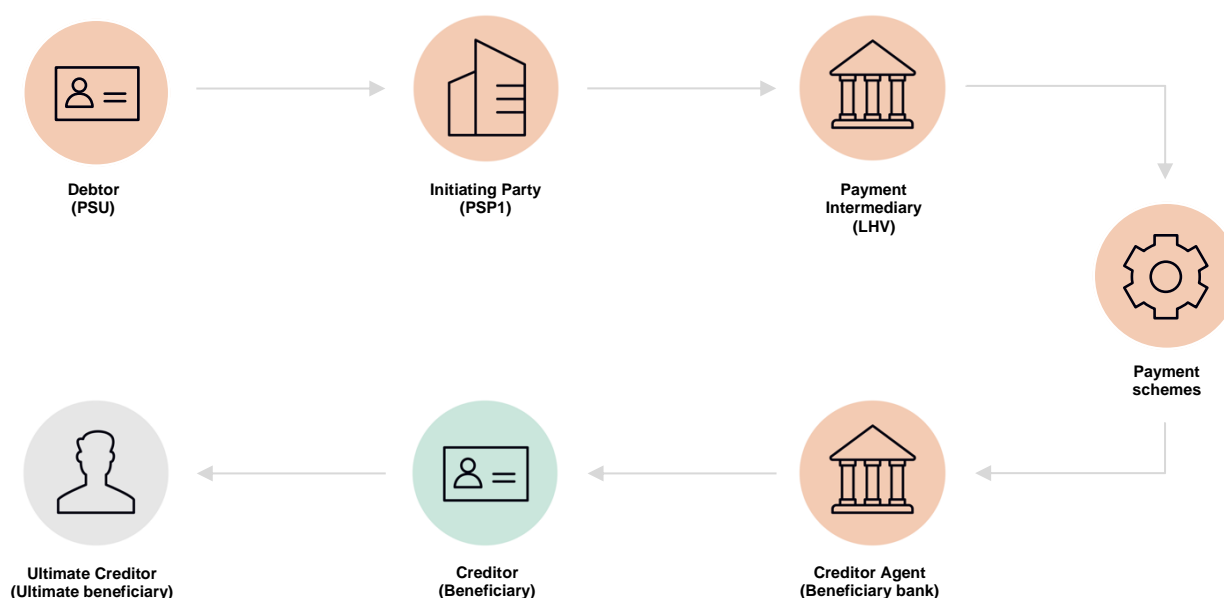 Debtor
(PSU)
Initiating Party
(PSP1)
Payment
Intermediary
(LHV)
Payment
schemes
Ultimate Creditor
(Ultimate beneficiary)
Creditor
(Beneficiary)
Creditor Agent
(Beneficiary bank)